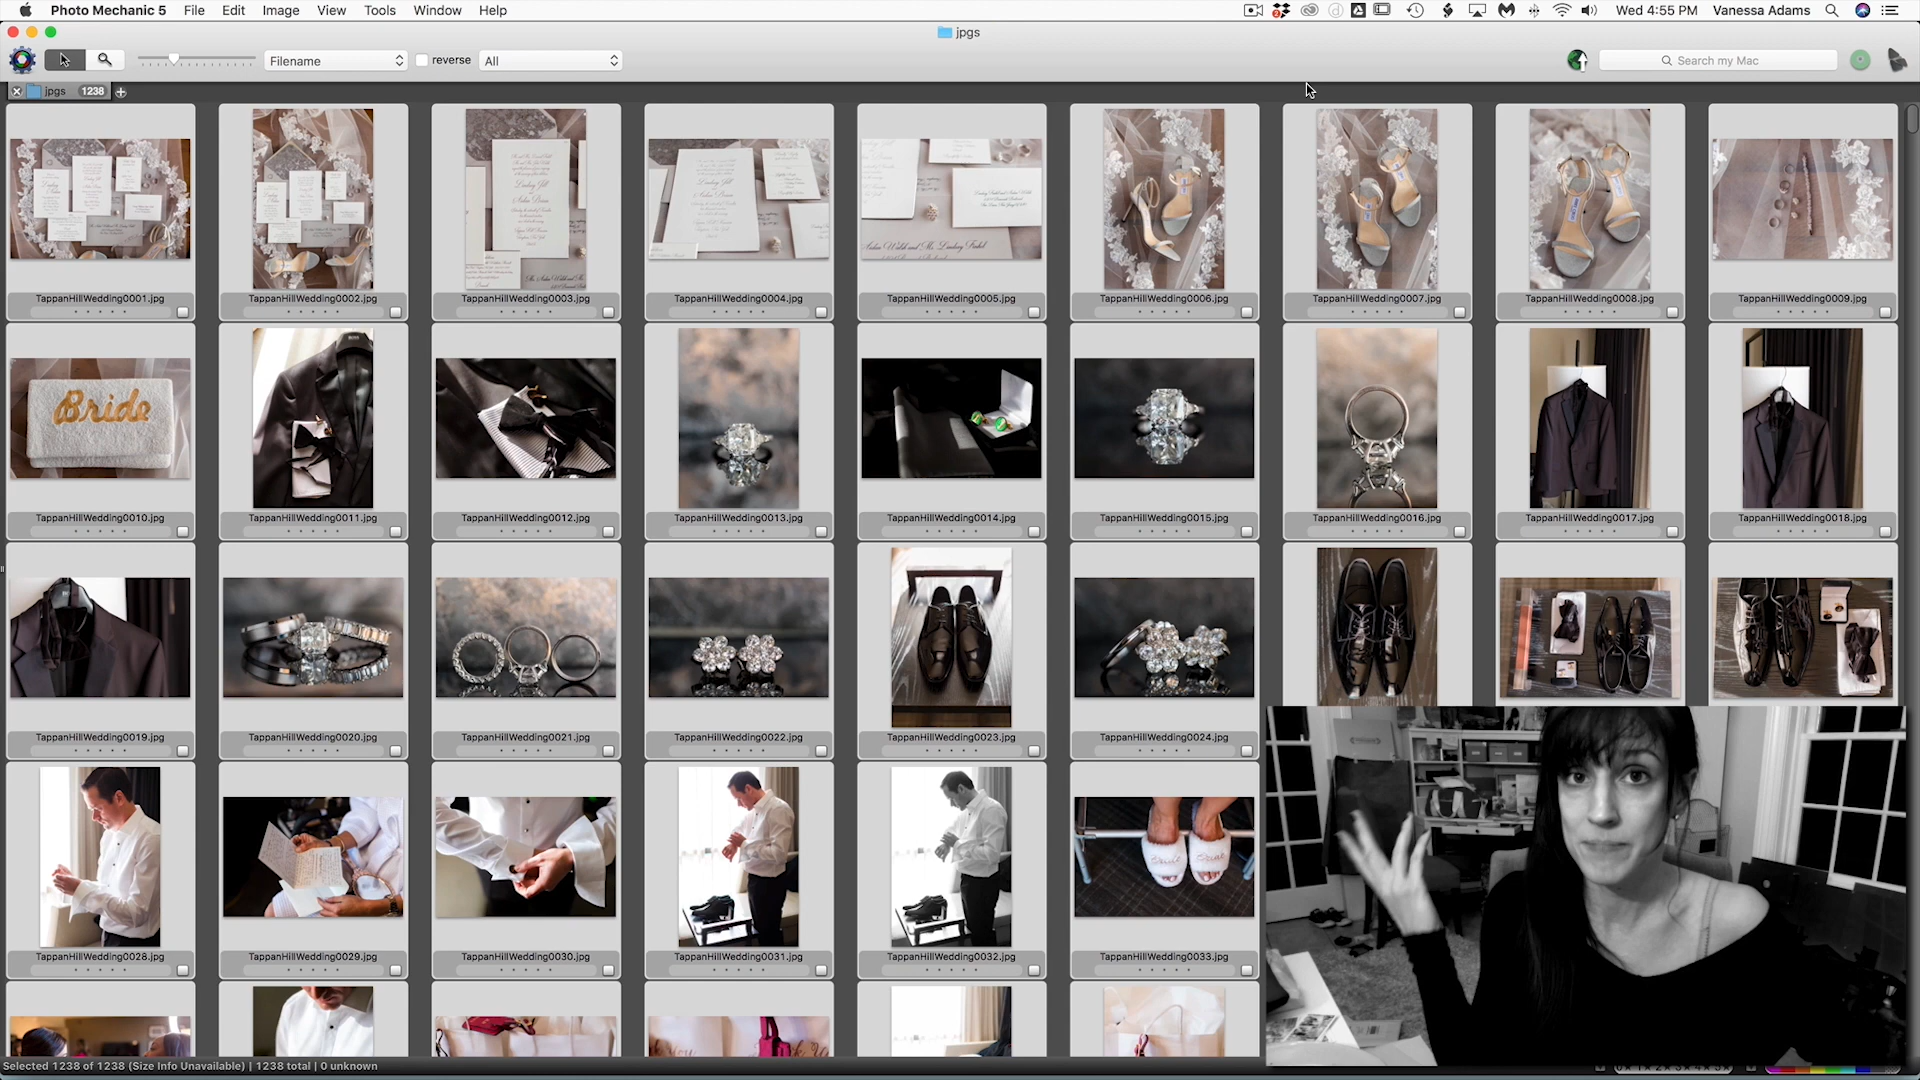 Photo Mechanic 5 File Edit Image View Tools Window Help
Wed 4:55 PM Vanessa Adams
jpgs
Filename reverse All Search my Mac
jpgs 1238
TappanHillWedding0001.jpg TappanHillWedding0002.jpg TappanHillWedding0003.jpg TappanHillWedding0004.jpg TappanHillWedding0005.jpg TappanHillWedding0006.jpg TappanHillWedding0007.jpg TappanHillWedding0008.jpg TappanHillWedding0009.jpg
Bride
TappanHillWedding0010.jpg TappanHillWedding0011.jpg TappanHillWedding0012.jpg TappanHillWedding0013.jpg TappanHillWedding0014.jpg TappanHillWedding0015.jpg TappanHillWedding0016.jpg TappanHillWedding0017.jpg TappanHillWedding0018.jpg
TappanHillWedding0019.jpg TappanHillWedding0020.jpg TappanHillWedding0021.jpg TappanHillWedding0022.jpg TappanHillWedding0023.jpg TappanHillWedding0024.jpg
TappanHillWedding0028.jpg TappanHillWedding0029.jpg TappanHillWedding0030.jpg TappanHillWedding0031.jpg TappanHillWedding0032.jpg TappanHillWedding0033.jpg
Selected 1238 of 1238 (Size Info Unavailable) | 1238 total | 0 unknown